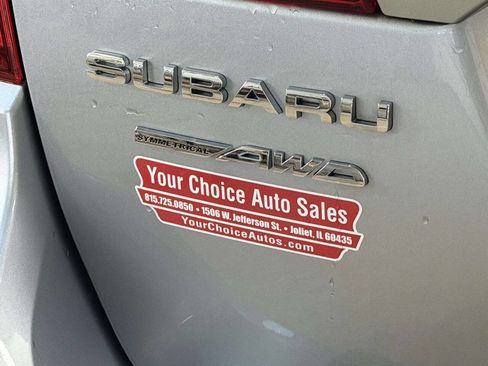 SUBARU
SYMMETRICAL AWD
Your Choice Auto Sales
815.725.0850 • 1506 W. Jefferson St. • Joliet, IL 60435
YourChoiceAutos.com